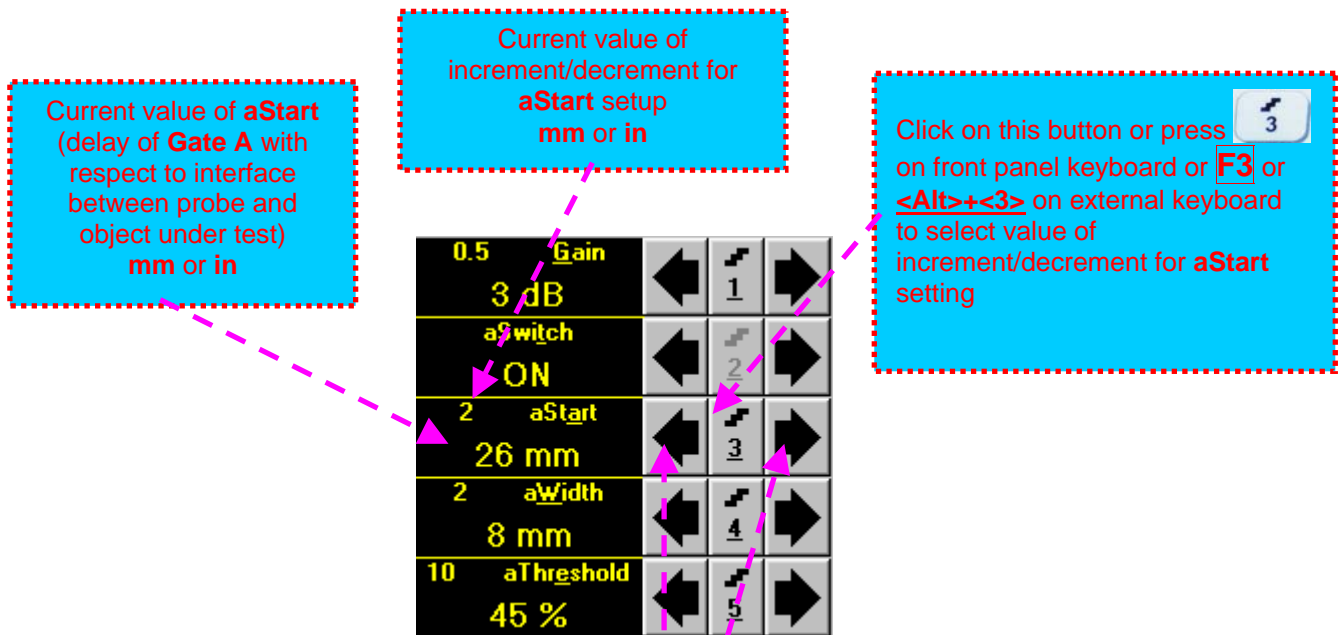 Current value of aStart
(delay of Gate A with
respect to interface
between probe and
object under test)
mm or in
Current value of
increment/decrement for
aStart setup
mm or in
Click on this button or press 3
on front panel keyboard or F3 or
<Alt>+<3> on external keyboard
to select value of
increment/decrement for aStart
setting
0.5 Gain
3 dB
1
aSwitch
ON
2
2 aStart
26 mm
3
2 aWidth
8 mm
4
10 aThreshold
45 %
5